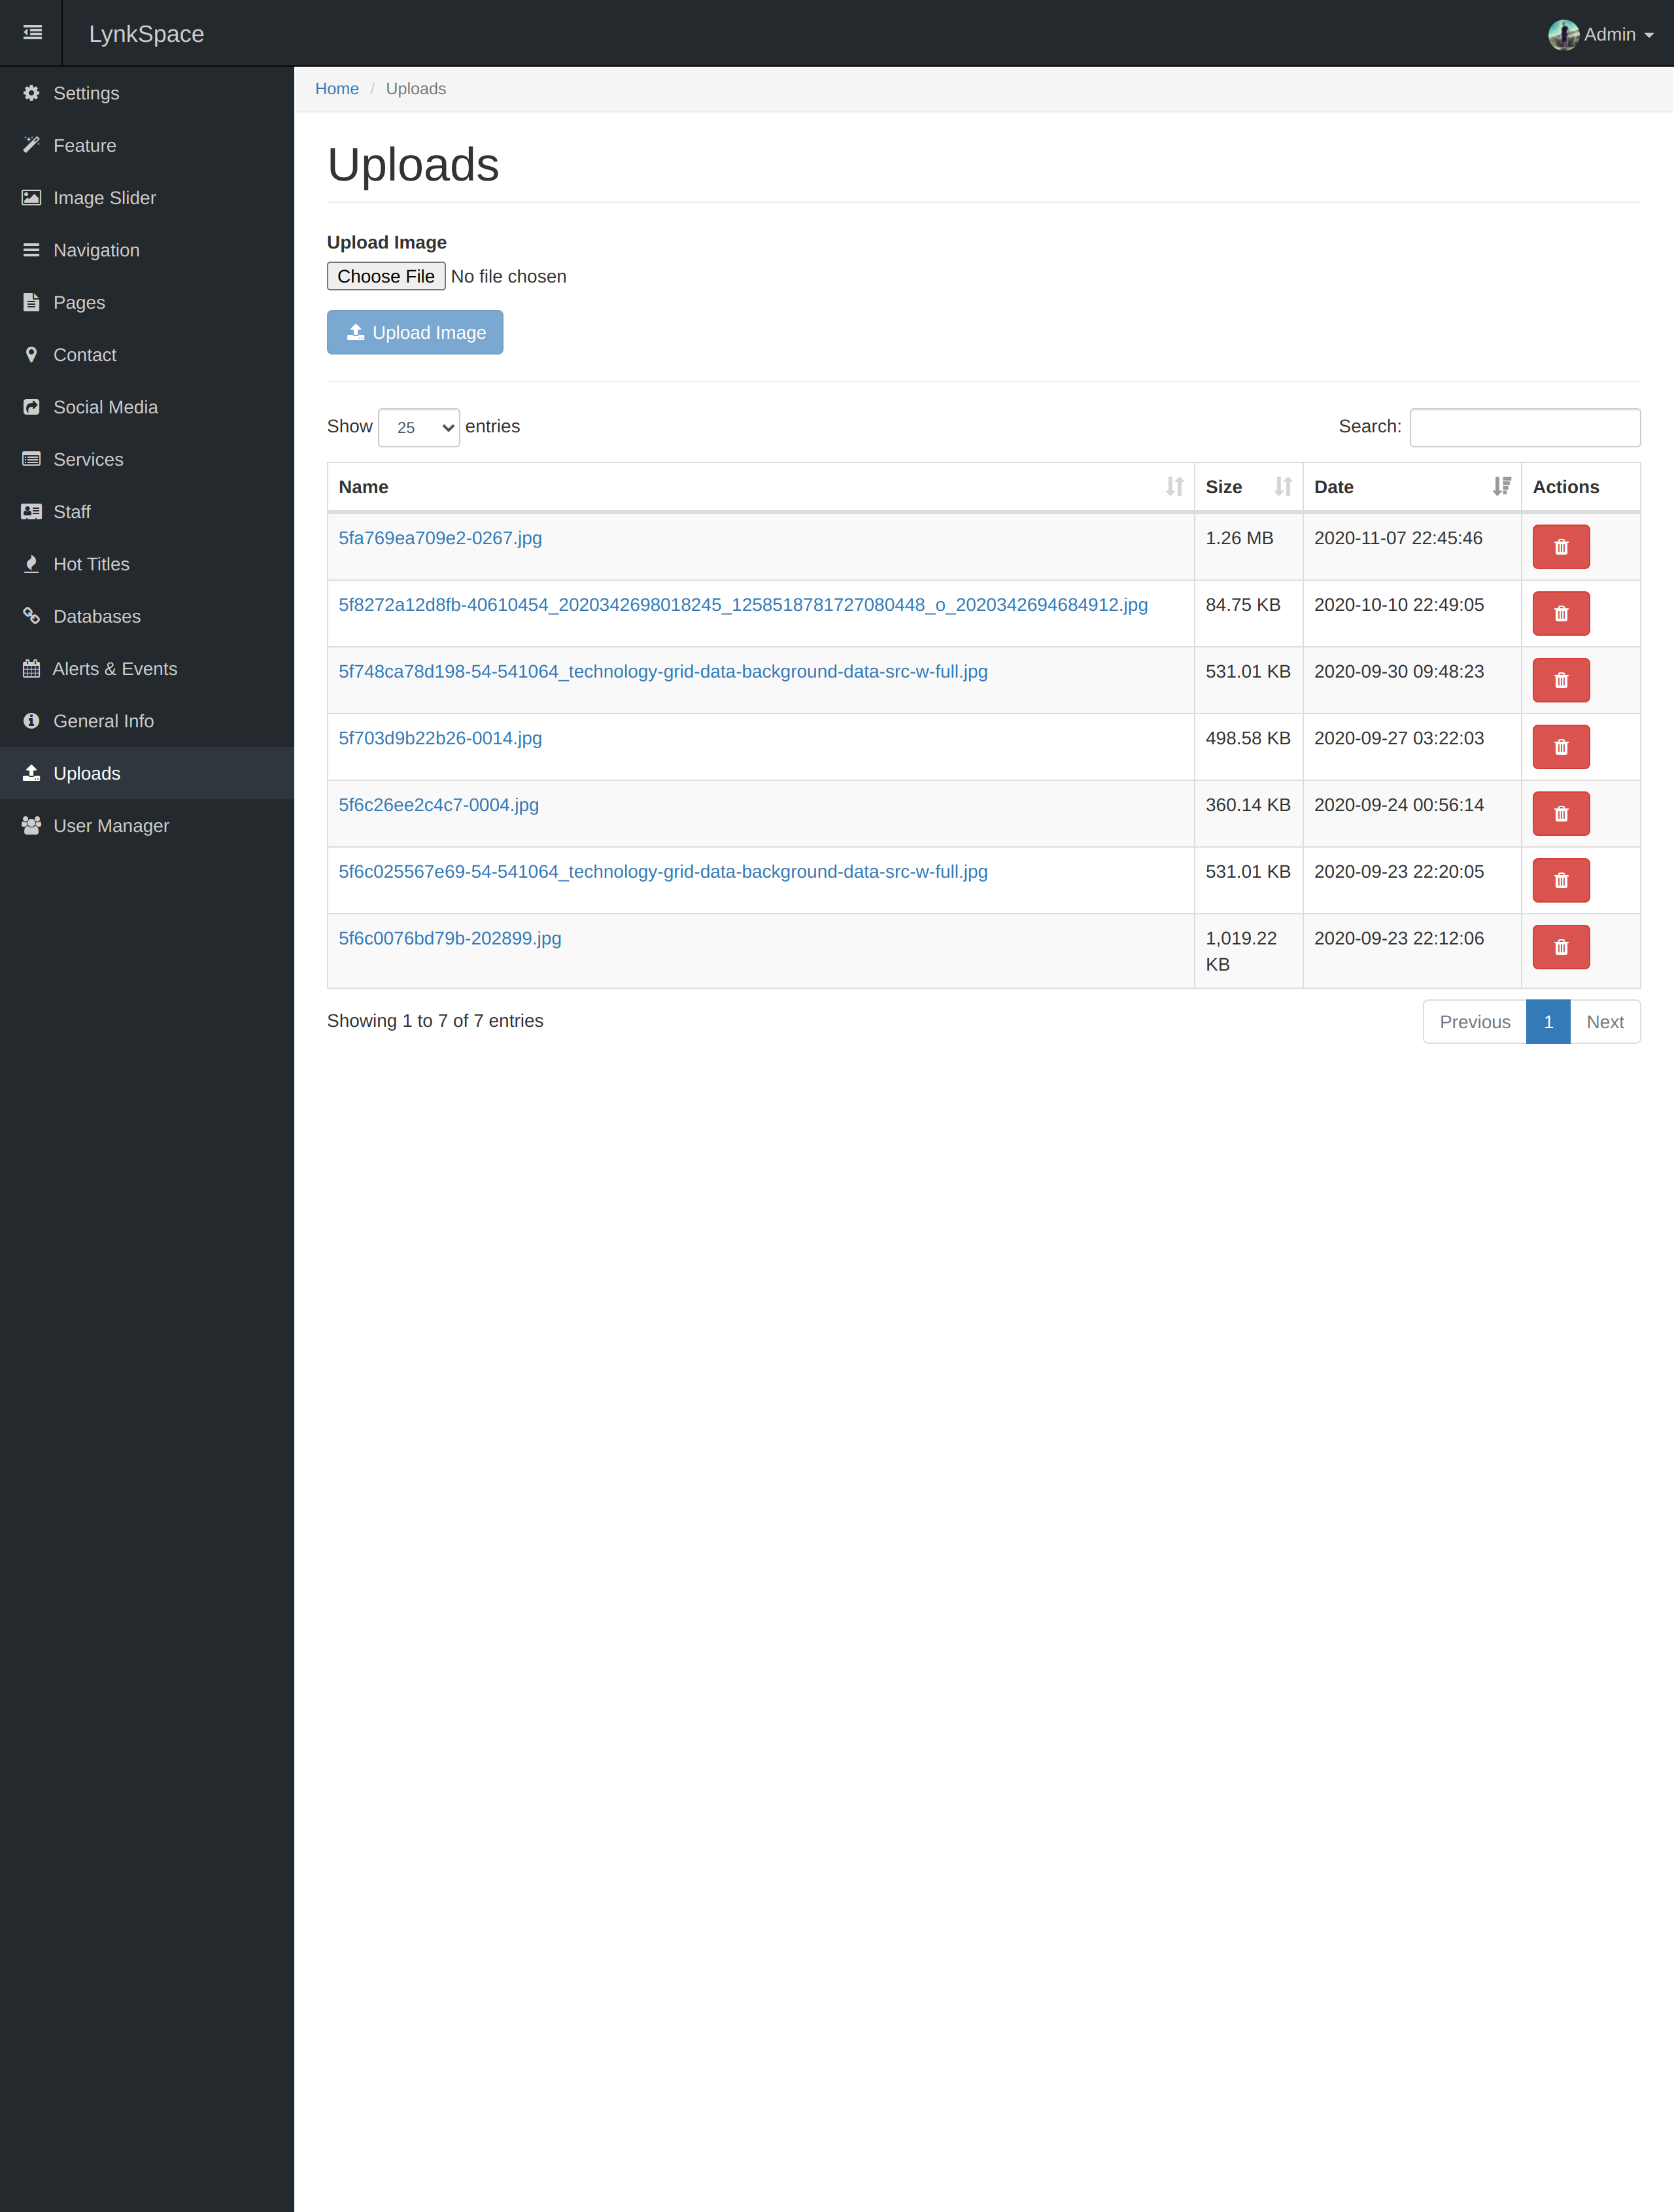 LynkSpace
Admin
Settings
Feature
Image Slider
Navigation
Pages
Contact
Social Media
Services
Staff
Hot Titles
Databases
Alerts & Events
General Info
Uploads
User Manager
Home / Uploads
Uploads
Upload Image
Choose File No file chosen
Upload Image
Show 25 entries
Search:
Name Size Date Actions
5fa769ea709e2-0267.jpg 1.26 MB 2020-11-07 22:45:46
5f8272a12d8fb-40610454_2020342698018245_1258518781727080448_o_2020342694684912.jpg 84.75 KB 2020-10-10 22:49:05
5f748ca78d198-54-541064_technology-grid-data-background-data-src-w-full.jpg 531.01 KB 2020-09-30 09:48:23
5f703d9b22b26-0014.jpg 498.58 KB 2020-09-27 03:22:03
5f6c26ee2c4c7-0004.jpg 360.14 KB 2020-09-24 00:56:14
5f6c025567e69-54-541064_technology-grid-data-background-data-src-w-full.jpg 531.01 KB 2020-09-23 22:20:05
5f6c0076bd79b-202899.jpg 1,019.22 KB 2020-09-23 22:12:06
Showing 1 to 7 of 7 entries
Previous 1 Next